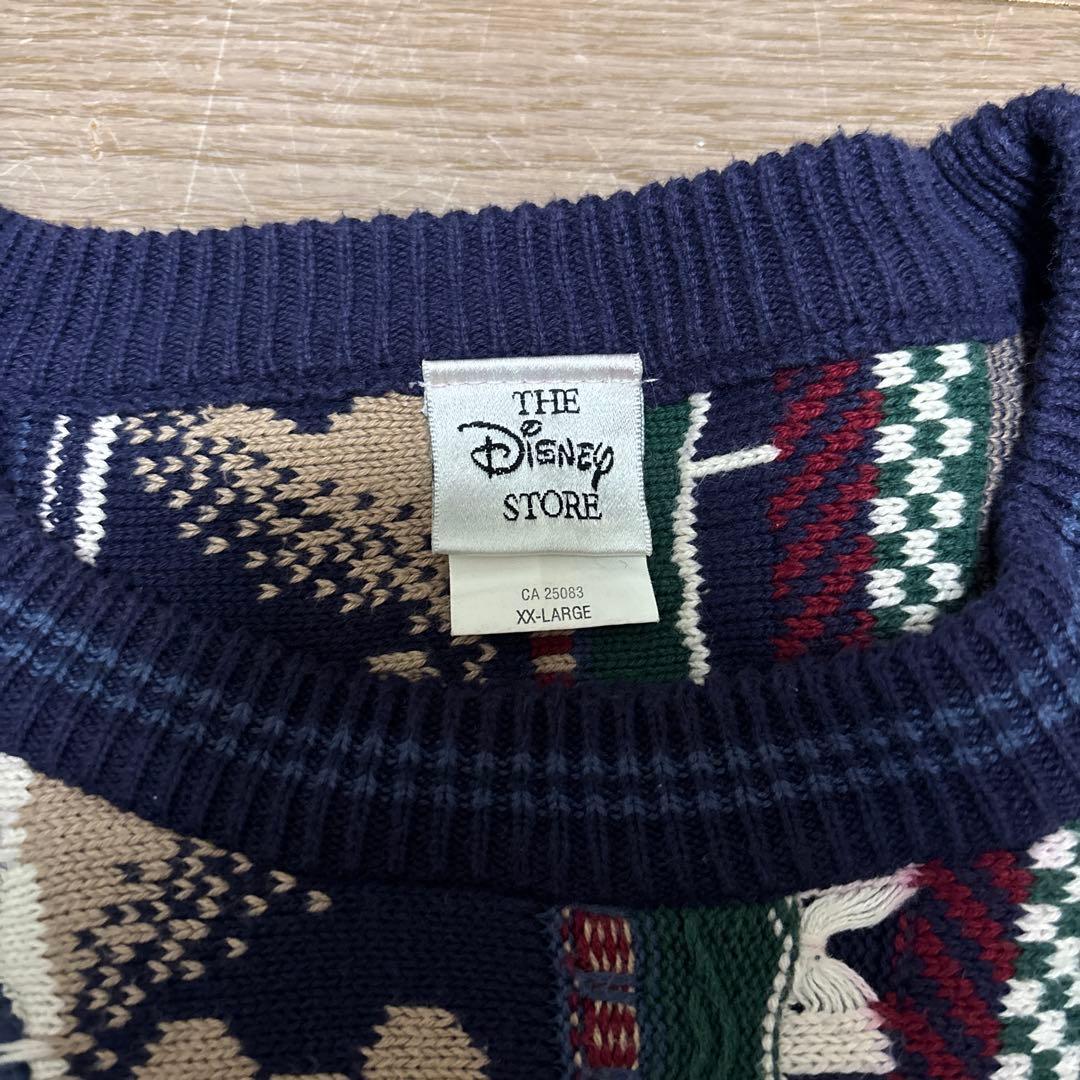 THE
Disney
STORE
CA 25083
XX-LARGE